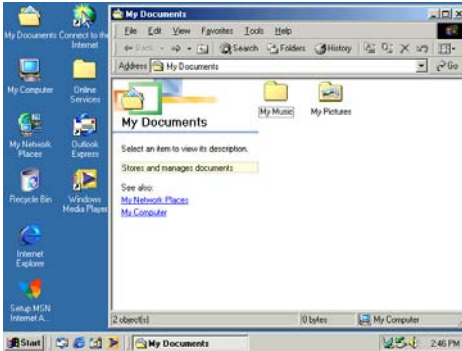 My Documents
Connect to the Internet
My Computer
Online Services
My Network Places
Outlook Express
Recycle Bin
Windows Media Player
Internet Explorer
Setup MSN Internet A...
My Documents
File Edit View Favorites Tools Help
Back Search Folders History
Address My Documents Go
My Documents
Select an item to view its description.
Stores and manages documents
See also:
My Network Places
My Computer
My Music
My Pictures
2 object(s) 0 bytes My Computer
Start My Documents 2:46 PM